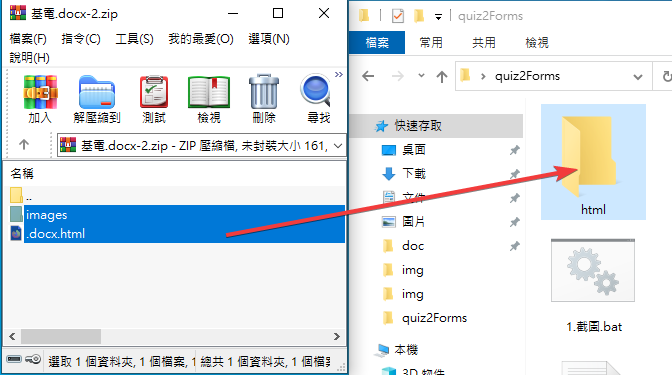 基電.docx-2.zip
檔案(F) 指令(C) 工具(S) 我的最愛(O) 選項(N)
說明(H)
加入 解壓縮到 測試 檢視 刪除 尋找
基電.docx-2.zip - ZIP 壓縮檔, 未封裝大小 161,
名稱
..
images
.docx.html
選取 1 個資料夾, 1 個檔案, 總共 1 個資料夾, 1 個檔
quiz2Forms
檔案 常用 共用 檢視
quiz2Forms
快速存取
桌面
下載
文件
圖片
doc
img
img
quiz2Forms
本機
3D 物件
html
1.截圖.bat